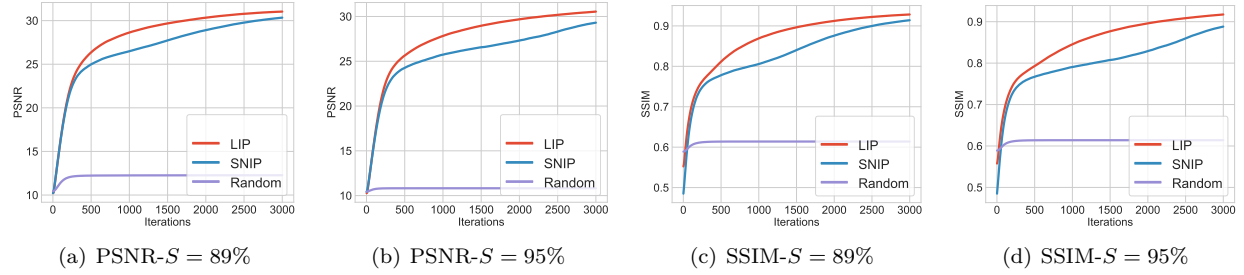 PSNR
30
25
20
15
10
LIP
SNIP
Random
0 500 1000 1500 2000 2500 3000
Iterations
(a) PSNR-S = 89%
PSNR
30
25
20
15
10
LIP
SNIP
Random
0 500 1000 1500 2000 2500 3000
Iterations
(b) PSNR-S = 95%
SSIM
0.9
0.8
0.7
0.6
0.5
LIP
SNIP
Random
0 500 1000 1500 2000 2500 3000
Iterations
(c) SSIM-S = 89%
SSIM
0.9
0.8
0.7
0.6
0.5
LIP
SNIP
Random
0 500 1000 1500 2000 2500 3000
Iterations
(d) SSIM-S = 95%